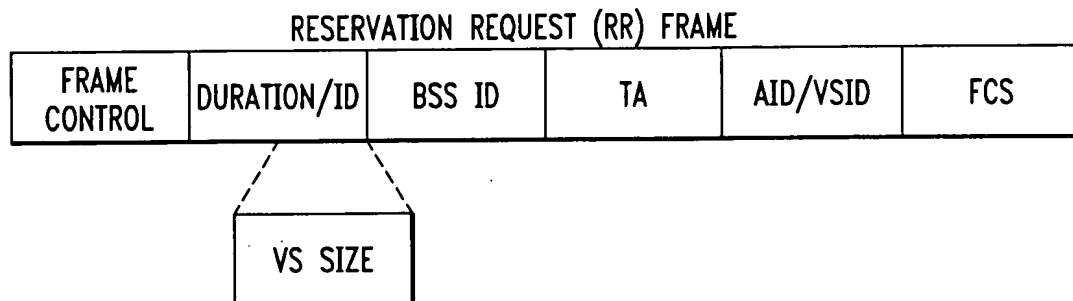 RESERVATION REQUEST (RR) FRAME
FRAME CONTROL
DURATION/ID
BSS ID
TA
AID/VSID
FCS
VS SIZE